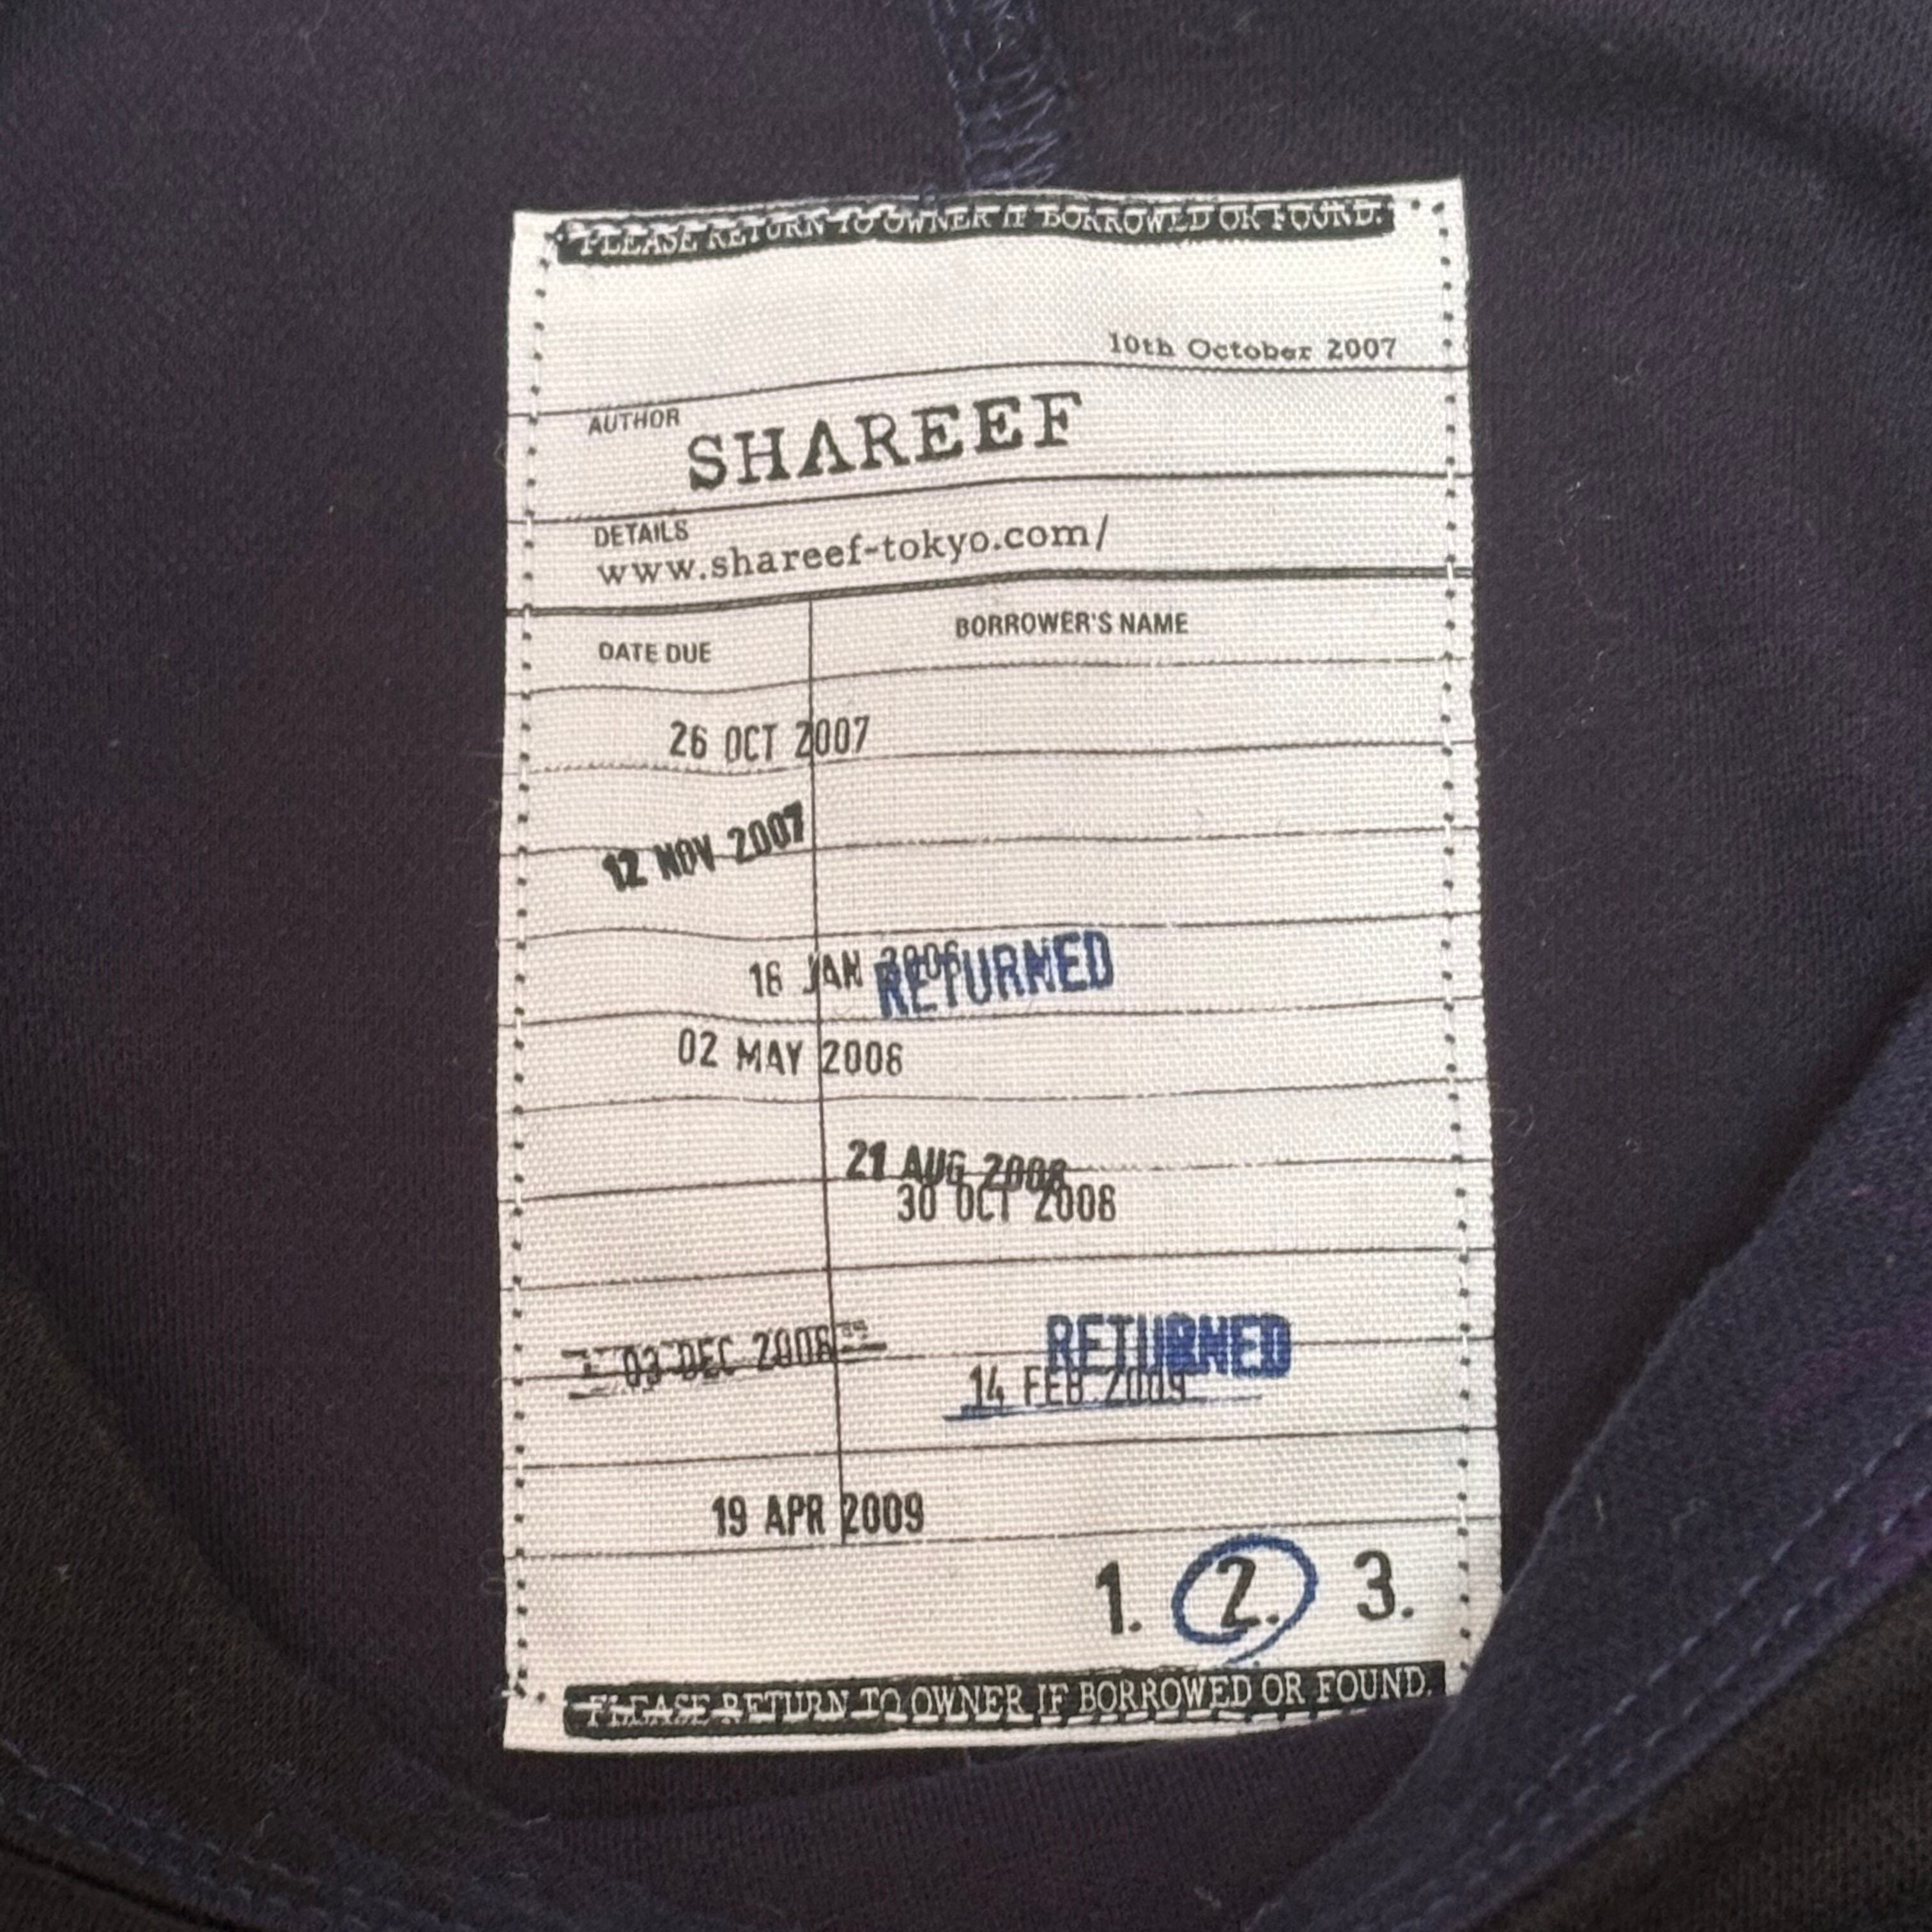 PLEASE RETURN TO OWNER IF BORROWED OR FOUND.
10th October 2007
AUTHOR
SHAREEF
DETAILS
www.shareef-tokyo.com/
DATE DUE
BORROWER'S NAME
26 OCT 2007
12 NOV 2007
16 JAN 2006 RETURNED
02 MAY 2006
21 AUG 2008
30 OCT 2006
03 DEC 2006
RETURNED
14 FEB 2009
19 APR 2009
1. 2. 3.
PLEASE RETURN TO OWNER IF BORROWED OR FOUND.